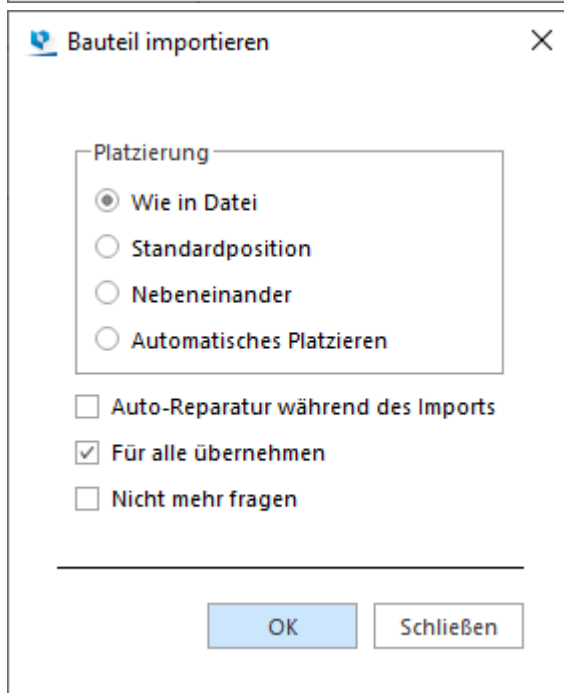 Bauteil importieren
Platzierung
Wie in Datei
Standardposition
Nebeneinander
Automatisches Platzieren
Auto-Reparatur während des Imports
Für alle übernehmen
Nicht mehr fragen
OK
Schließen